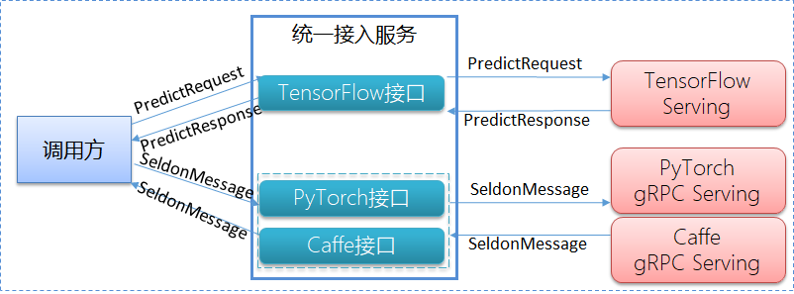 统一接入服务
调用方
PredictRequest
PredictResponse
SeldonMessage
SeldonMessage
TensorFlow接口
PyTorch接口
Caffe接口
PredictRequest
PredictResponse
SeldonMessage
SeldonMessage
TensorFlow
Serving
PyTorch
gRPC Serving
Caffe
gRPC Serving